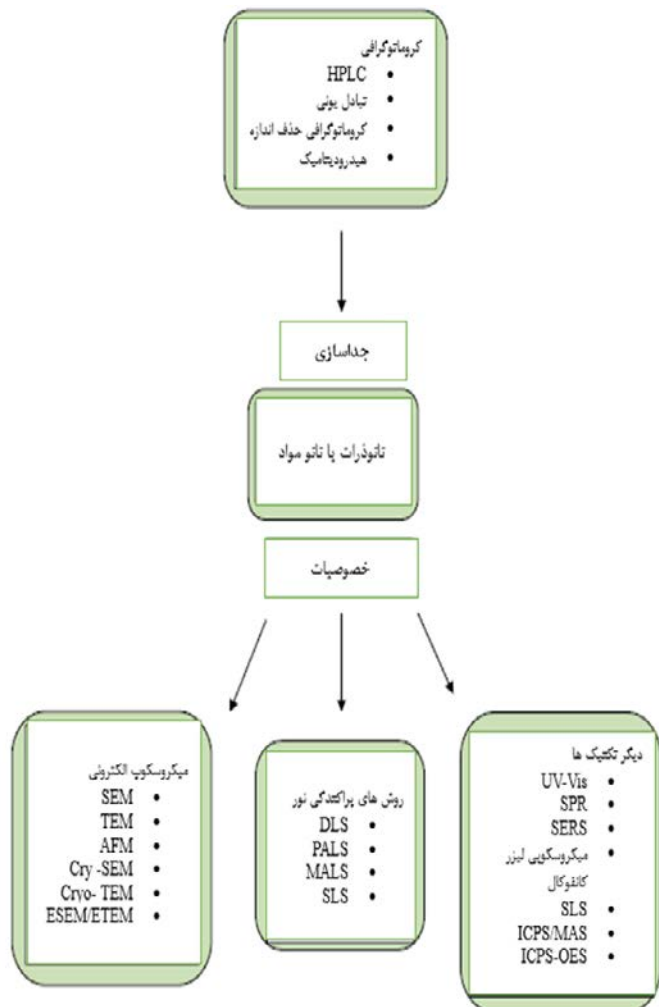 کروماتوگرافی
• HPLC
• تبادل یونی
• کروماتوگرافی حذف اندازه
• هیدرودیتامیک
جداسازی
نانوذرات یا نانو مواد
خصوصیات
میکروسکوپ الکترونی
• SEM
• TEM
• AFM
• Cry -SEM
• Cryo- TEM
• ESEM/ETEM
روش های پراکندگی نور
• DLS
• PALS
• MALS
• SLS
دیگر تکنیک ها
• UV-Vis
• SPR
• SERS
• میکروسکوپی لیزر
کانفوکال
• SLS
• ICPS/MAS
• ICPS-OES